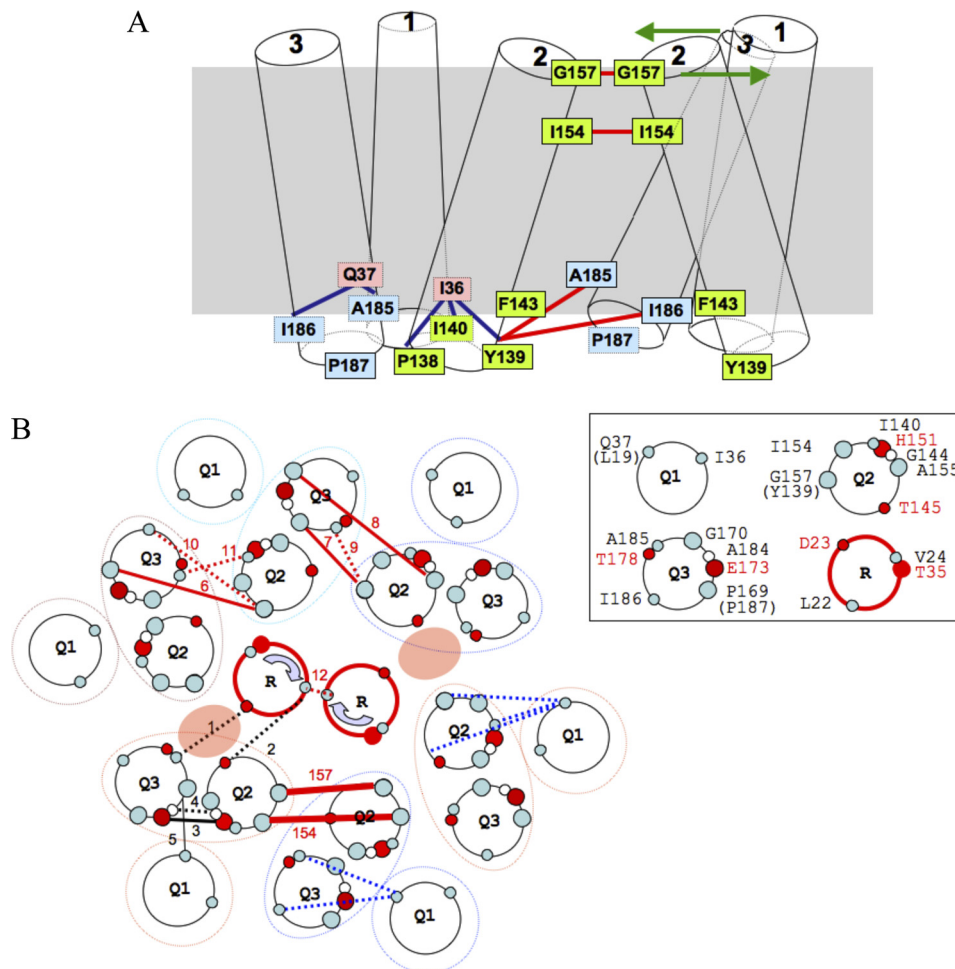 A
3
1
2
2
3
1
G157
G157
I154
I154
Q37
I36
A185
A185
F143
F143
I186
I140
I186
P187
P187
P138
Y139
Y139
B
Q1
Q3
Q1
Q3
Q2
Q2
Q3
10
11
6
7
9
8
Q1
Q2
R
R
12
1
2
Q3
Q2
4
3
5
157
154
Q2
Q1
Q3
Q1
Q2
Q1
Q3
Q37
(L19)
I36
Q1
I140
H151
G144
A155
I154
G157
(Y139)
Q2
T145
A185
T178
G170
A184
E173
Q3
P169
(P187)
I186
D23
V24
T35
R
L22